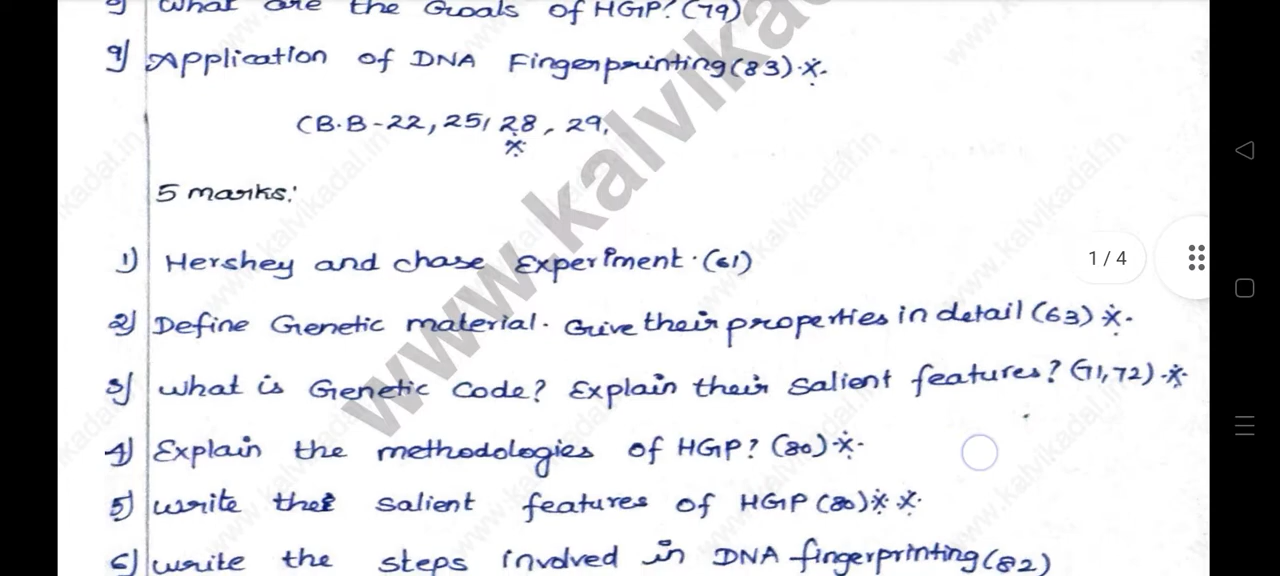 What are the Goals of HGP? (79)
9) Application of DNA Fingerprinting (83).*.
(B.B-22, 25, 28, 29,
*
5 marks:
1) Hershey and chase Experiment. (61)
2) Define Genetic material. Give their properties in detail (63) *.
3) what is Genetic Code? Explain their salient features? (71,72).*.
4) Explain the methodologies of HGP? (80).*.
5) write the salient features of HGP (80)* *.
6) write the steps involved in DNA fingerprinting (82)
1 / 4
www.kalvikadal.in